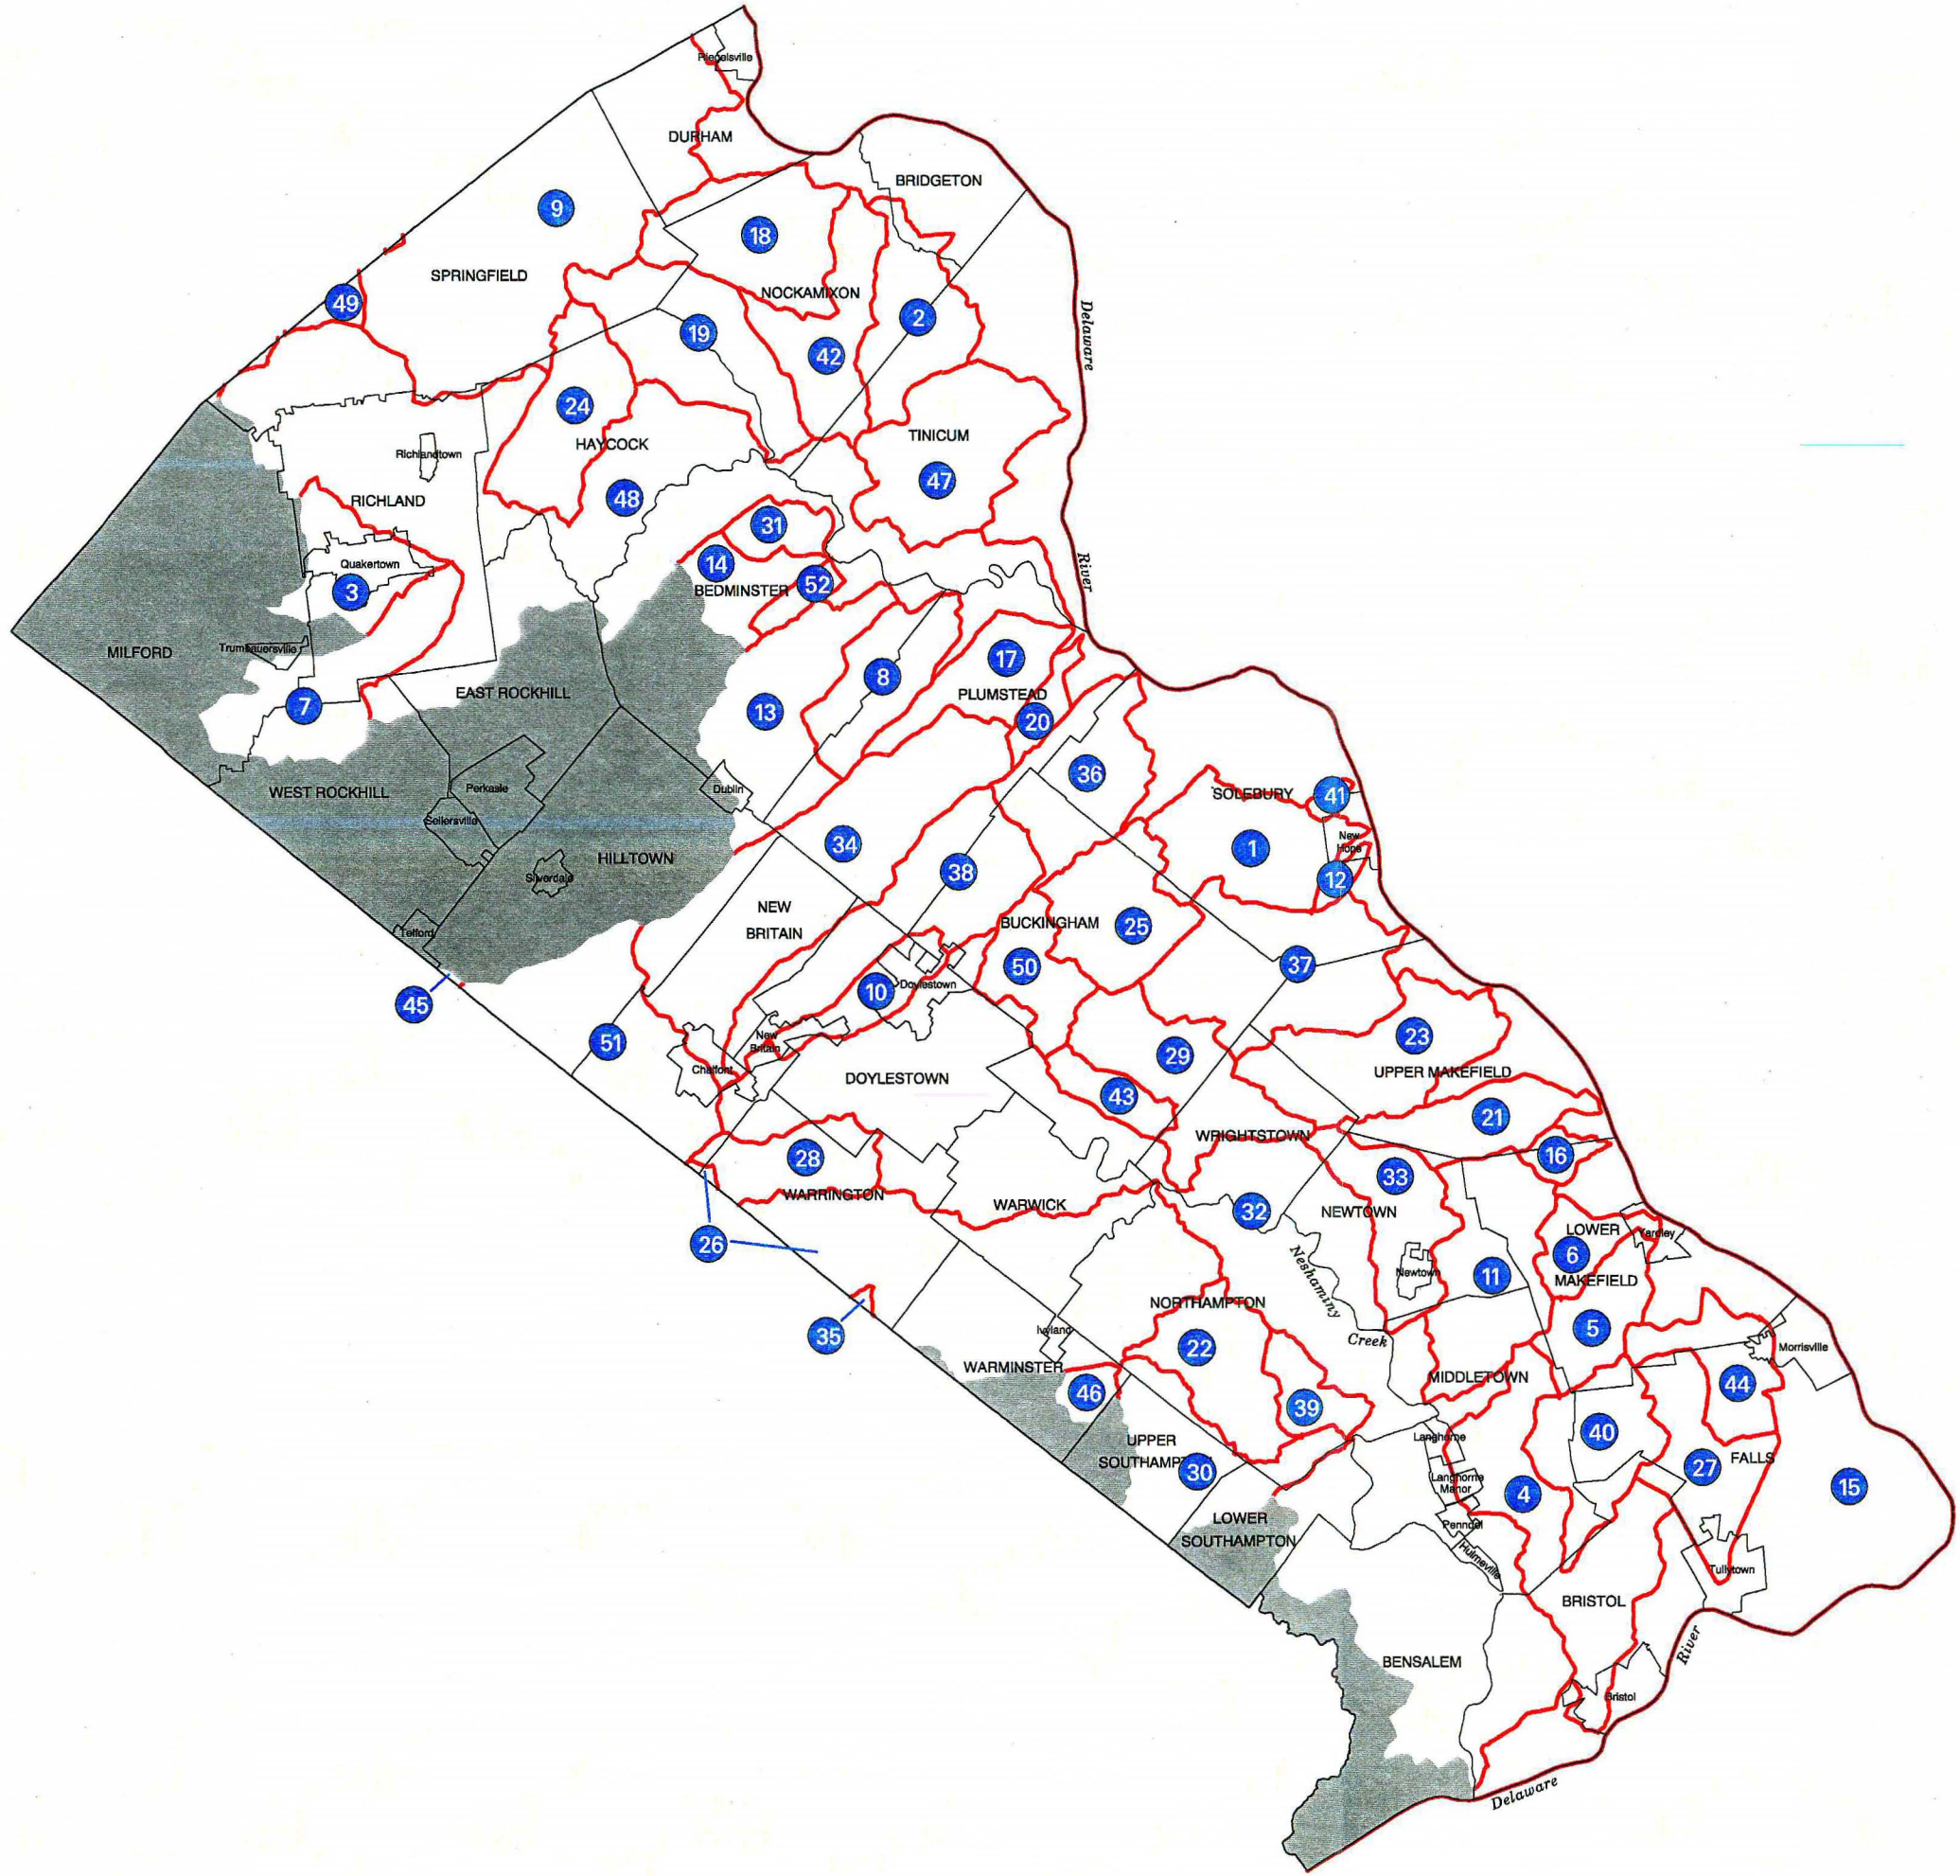 Riegelsville
DURHAM
BRIDGETON
9
18
SPRINGFIELD
NOCKAMIXON
49
2
19
42
Delaware
24
TINICUM
HAYCOCK
Richlandtown
47
48
RICHLAND
31
River
14
Quakertown
52
3
BEDMINSTER
MILFORD
Trumbauersville
17
8
EAST ROCKHILL
PLUMSTEAD
7
13
20
36
WEST ROCKHILL
Perkasie
Dublin
SOLEBURY
41
Sellersville
New
Hope
34
1
HILLTOWN
38
12
Silverdale
NEW
BRITAIN
BUCKINGHAM
25
Telford
50
37
Doylestown
10
45
23
New
Britain
51
29
Chalfont
UPPER MAKEFIELD
DOYLESTOWN
43
21
WRIGHTSTOWN
28
16
33
WARRINGTON
WARWICK
32
NEWTOWN
LOWER
Yardley
26
6
Newtown
11
MAKEFIELD
Neshaminy
Creek
NORTHAMPTON
Ivyland
35
5
22
Morrisville
WARMINSTER
MIDDLETOWN
44
46
39
40
Langhorne
UPPER
SOUTHAMPT
FALLS
27
30
Langhorne
Manor
15
4
LOWER
SOUTHAMPTON
Penndel
Hulmeville
Tullytown
BRISTOL
River
BENSALEM
Bristol
Delaware